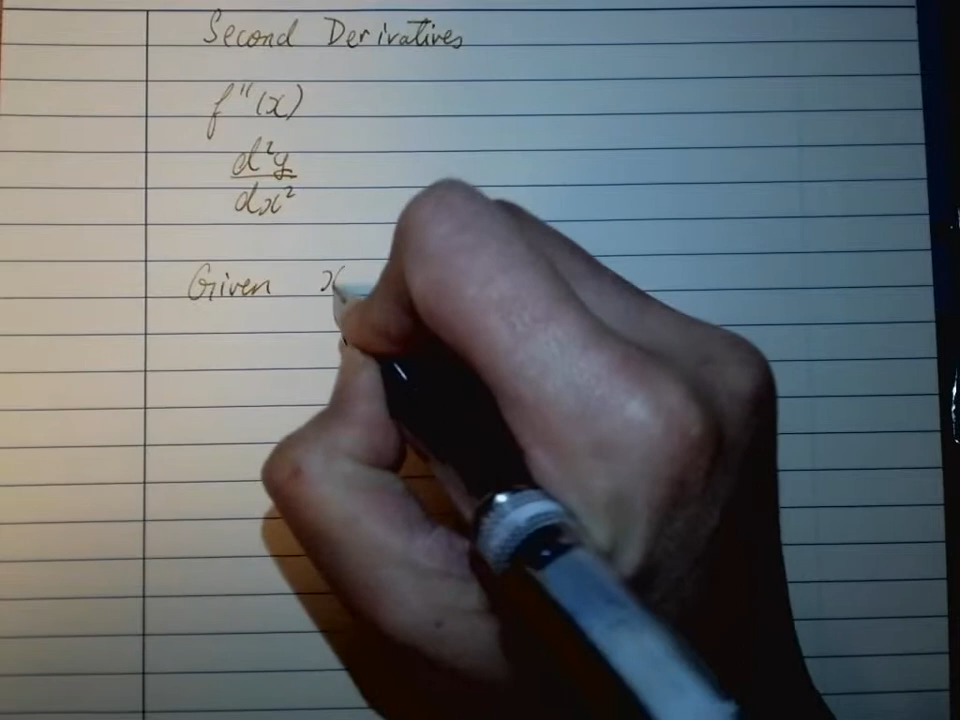 Second Derivatives
f"(x)
d²y
dx²
Given x